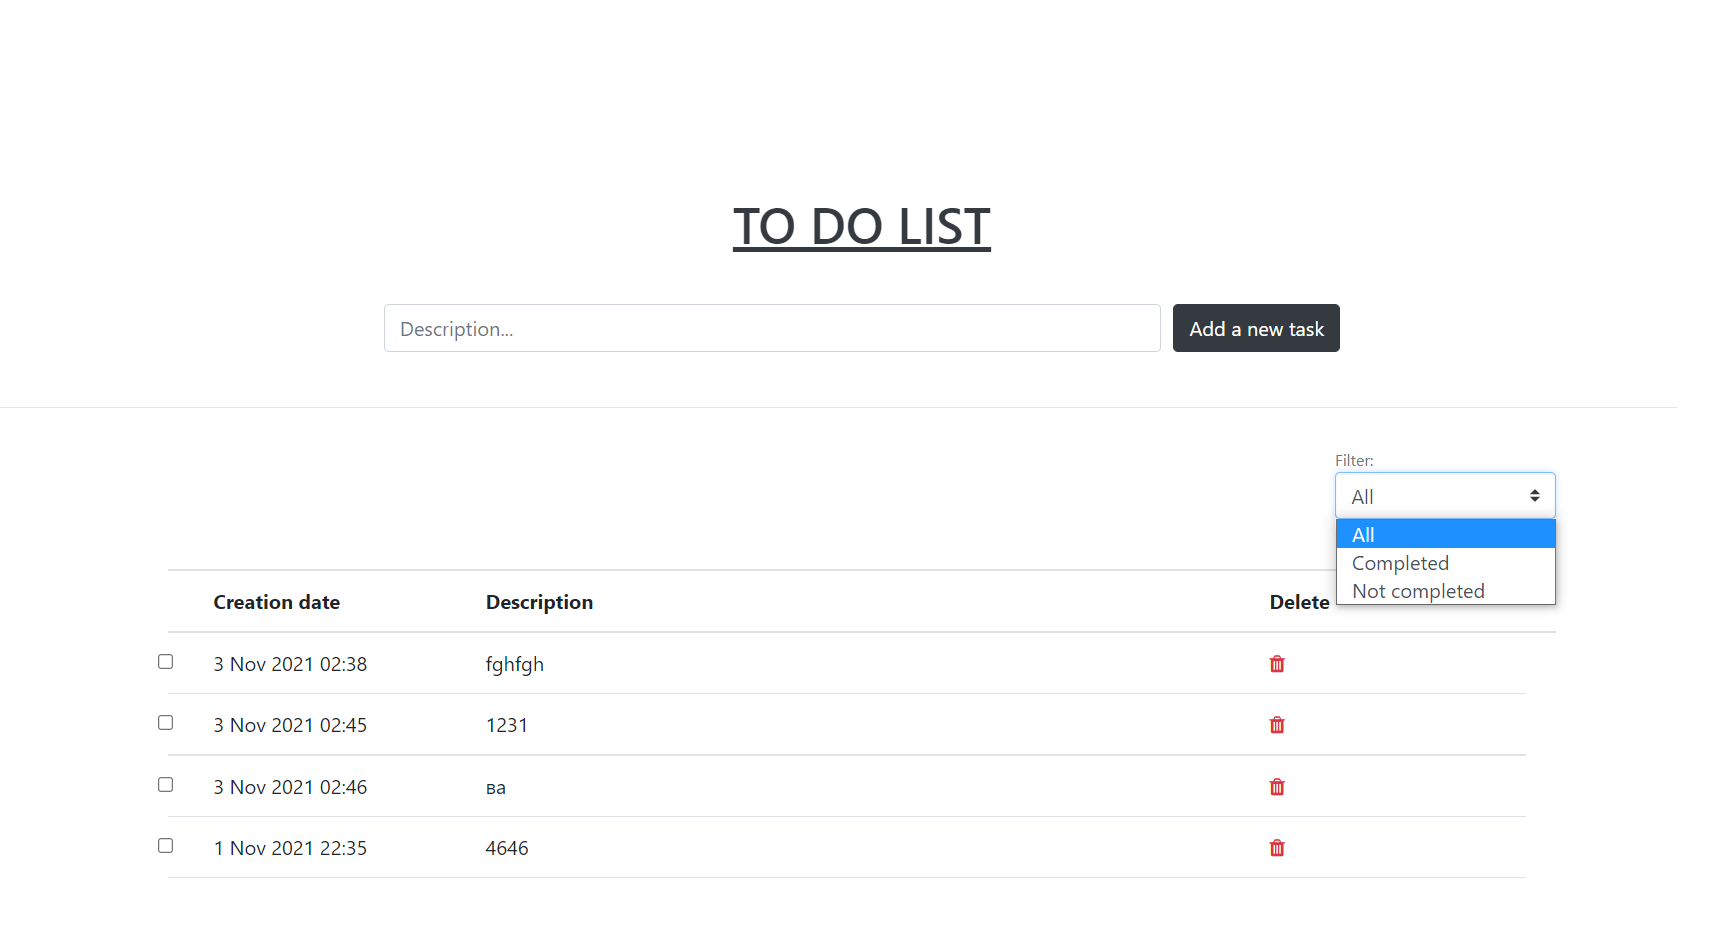 TO DO LIST
Description...
Add a new task
Filter:
All
All
Completed
Not completed
Creation date Description Delete
3 Nov 2021 02:38 fghfgh
3 Nov 2021 02:45 1231
3 Nov 2021 02:46 ва
1 Nov 2021 22:35 4646